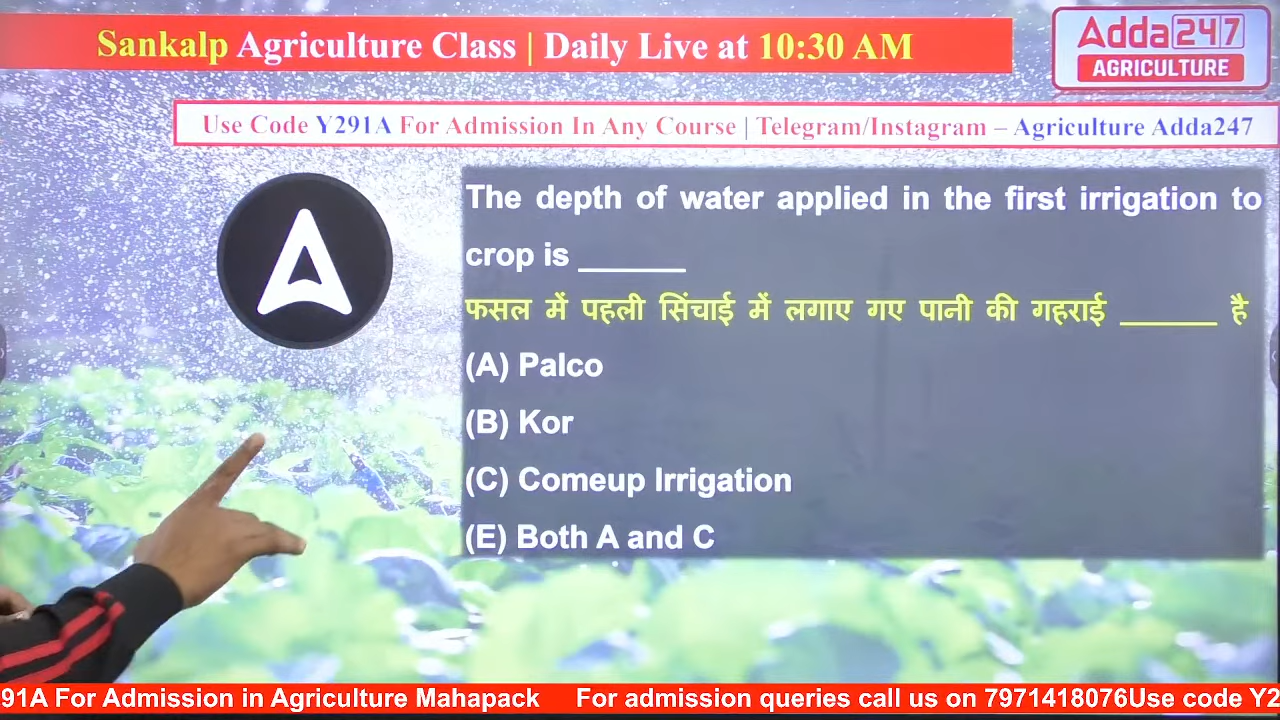 Sankalp Agriculture Class | Daily Live at 10:30 AM
Adda247
AGRICULTURE
Use Code Y291A For Admission In Any Course | Telegram/Instagram – Agriculture Adda247
The depth of water applied in the first irrigation to
crop is ______
फसल में पहली सिंचाई में लगाए गए पानी की गहराई ______ है
(A) Palco
(B) Kor
(C) Comeup Irrigation
(E) Both A and C
91A For Admission in Agriculture Mahapack For admission queries call us on 7971418076Use code Y2